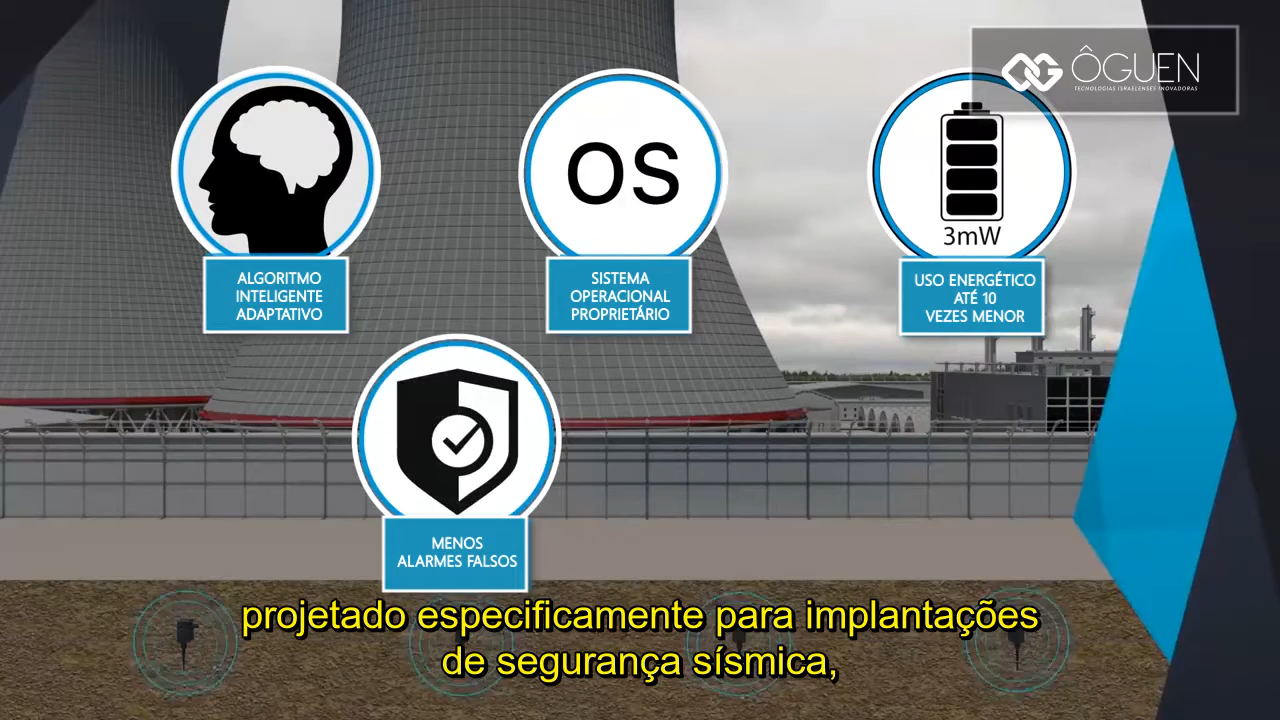 ÔGUEN
TECNOLOGIAS ISRAELENSES INOVADORAS
OS
3mW
ALGORITMO
INTELIGENTE
ADAPTATIVO
SISTEMA
OPERACIONAL
PROPRIETÁRIO
USO ENERGÉTICO
ATÉ 10
VEZES MENOR
MENOS
ALARMES FALSOS
projetado especificamente para implantações
de segurança sísmica,